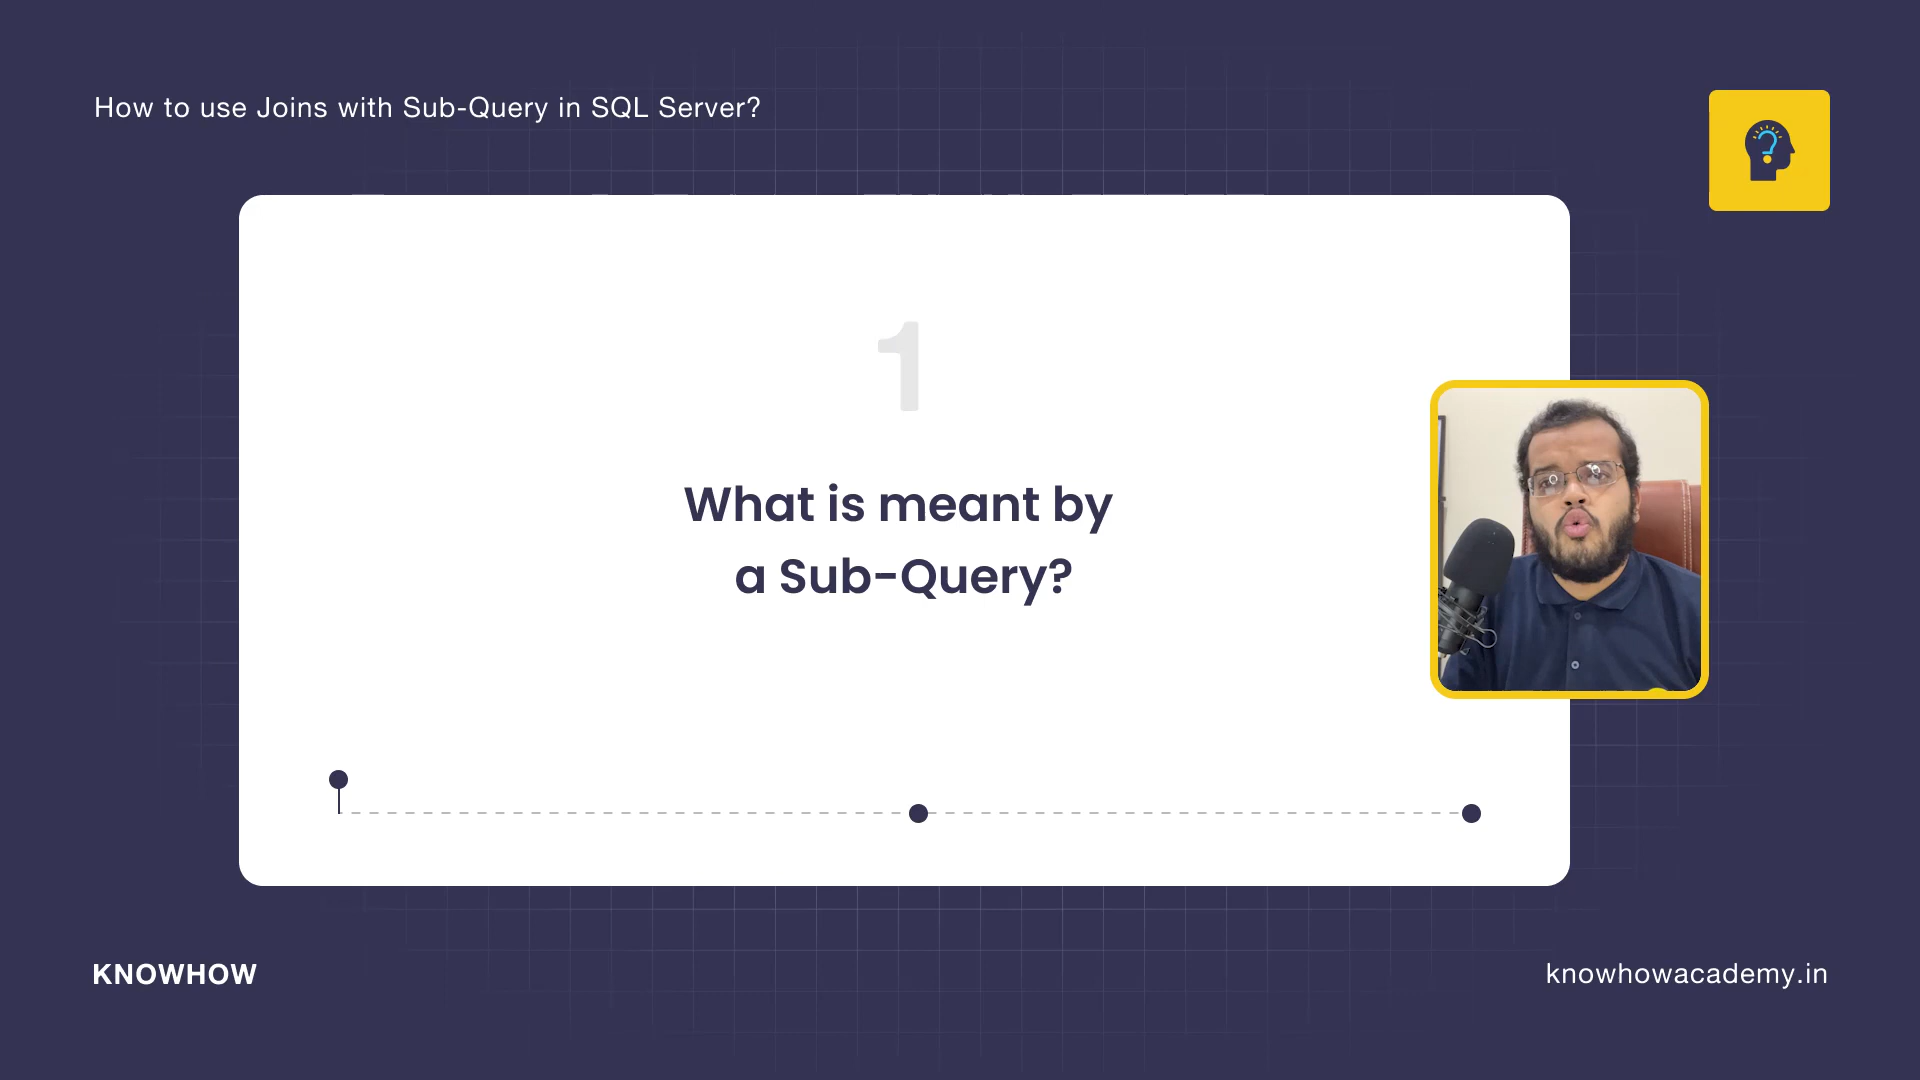 How to use Joins with Sub-Query in SQL Server?
1
What is meant by
a Sub-Query?
KNOWHOW
knowhowacademy.in